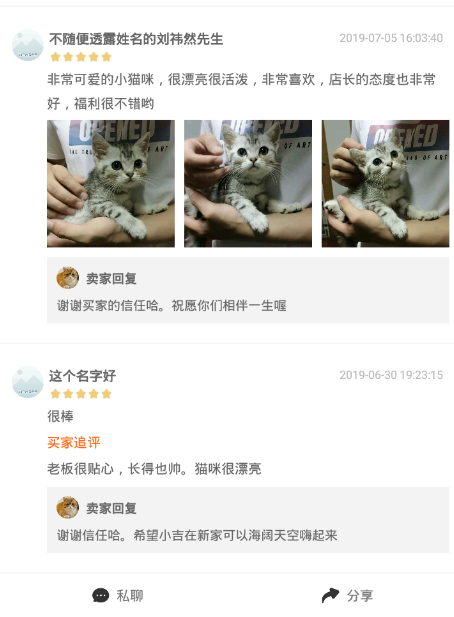 不随便透露姓名的刘祎然先生
2019-07-05 16:03:40
非常可爱的小猫咪，很漂亮很活泼，非常喜欢，店长的态度也非常
好，福利很不错哟
OPENED
OF ART
OPENED
OF ART
OPENED
OF ART
卖家回复
谢谢买家的信任哈。祝愿你们相伴一生喔
这个名字好
2019-06-30 19:23:15
很棒
买家追评
老板很贴心，长得也帅。猫咪很漂亮
卖家回复
谢谢信任哈。希望小吉在新家可以海阔天空嗨起来
私聊
分享